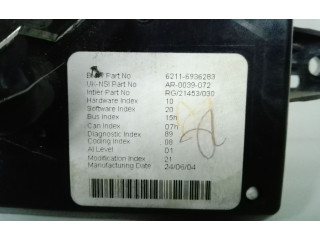 Part No 6211-6936283
UK-NSI Part No AR-0039-072
Inter Part No RG/21453/030
Hardware Index 10
Software Index 20
Bus Index 15h
Can Index 07h
Diagnostic Index 89
Coding Index 08
AI Level 01
Modification Index 21
Manufacturing Date 24/06/04